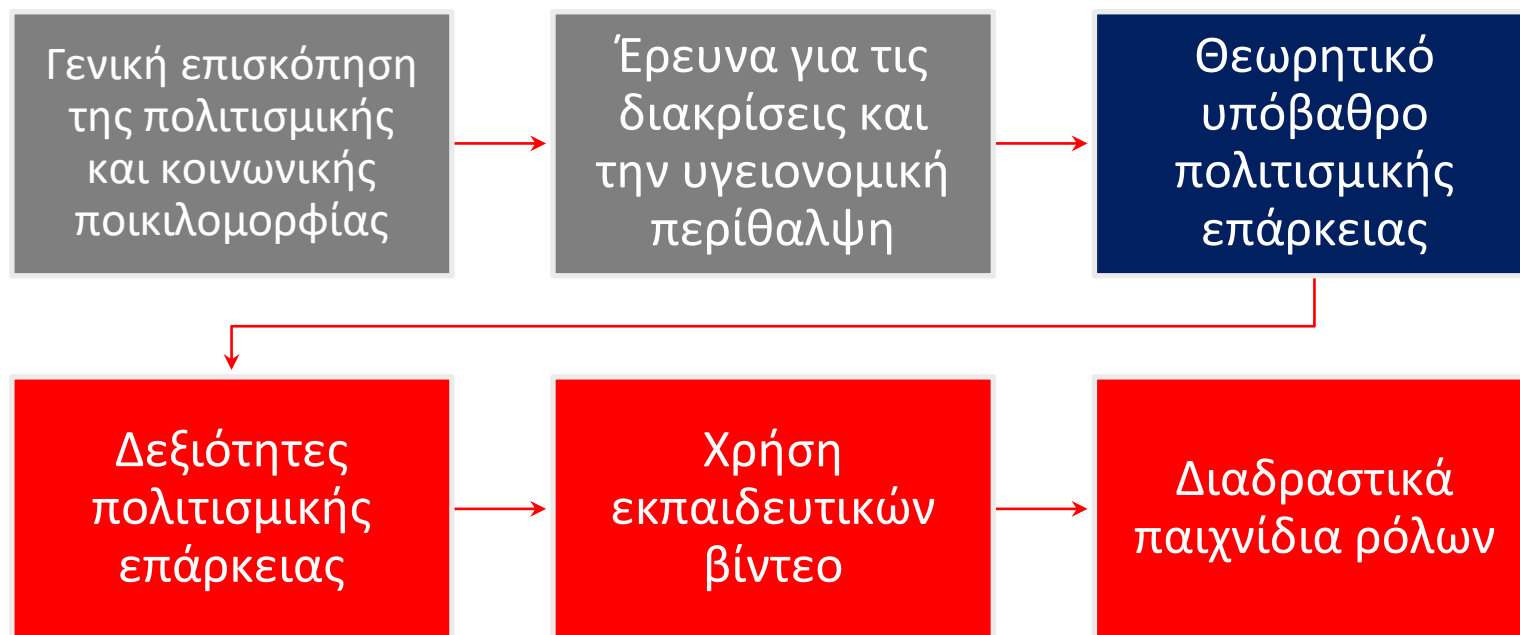 Γενική επισκόπηση
της πολιτισμικής
και κοινωνικής
ποικιλομορφίας
Έρευνα για τις
διακρίσεις και
την υγειονομική
περίθαλψη
Θεωρητικό
υπόβαθρο
πολιτισμικής
επάρκειας
Δεξιότητες
πολιτισμικής
επάρκειας
Χρήση
εκπαιδευτικών
βίντεο
Διαδραστικά
παιχνίδια ρόλων